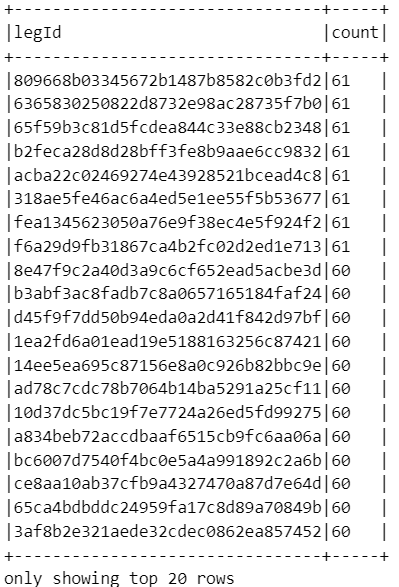 +--------------------------------+-----+
|legId                           |count|
+--------------------------------+-----+
|809668b03345672b1487b8582c0b3fd2|61   |
|6365830250822d8732e98ac28735f7b0|61   |
|65f59b3c81d5fcdea844c33e88cb2348|61   |
|b2feca28d8d28bff3fe8b9aae6cc9832|61   |
|acba22c02469274e43928521bcead4c8|61   |
|318ae5fe46ac6a4ed5e1ee55f5b53677|61   |
|fea1345623050a76e9f38ec4e5f924f2|61   |
|f6a29d9fb31867ca4b2fc02d2ed1e713|61   |
|8e47f9c2a40d3a9c6cf652ead5acbe3d|60   |
|b3abf3ac8fadb7c8a0657165184faf24|60   |
|d45f9f7dd50b94eda0a2d41f842d97bf|60   |
|1ea2fd6a01ead19e5188163256c87421|60   |
|14ee5ea695c87156e8a0c926b82bbc9e|60   |
|ad78c7cdc78b7064b14ba5291a25cf11|60   |
|10d37dc5bc19f7e7724a26ed5fd99275|60   |
|a834beb72accdbaaf6515cb9fc6aa06a|60   |
|bc6007d7540f4bc0e5a4a991892c2a6b|60   |
|ce8aa10ab37cfb9a4327470a87d7e64d|60   |
|65ca4bdbddc24959fa17c8d89a70849b|60   |
|3af8b2e321aede32cdec0862ea857452|60   |
+--------------------------------+-----+
only showing top 20 rows